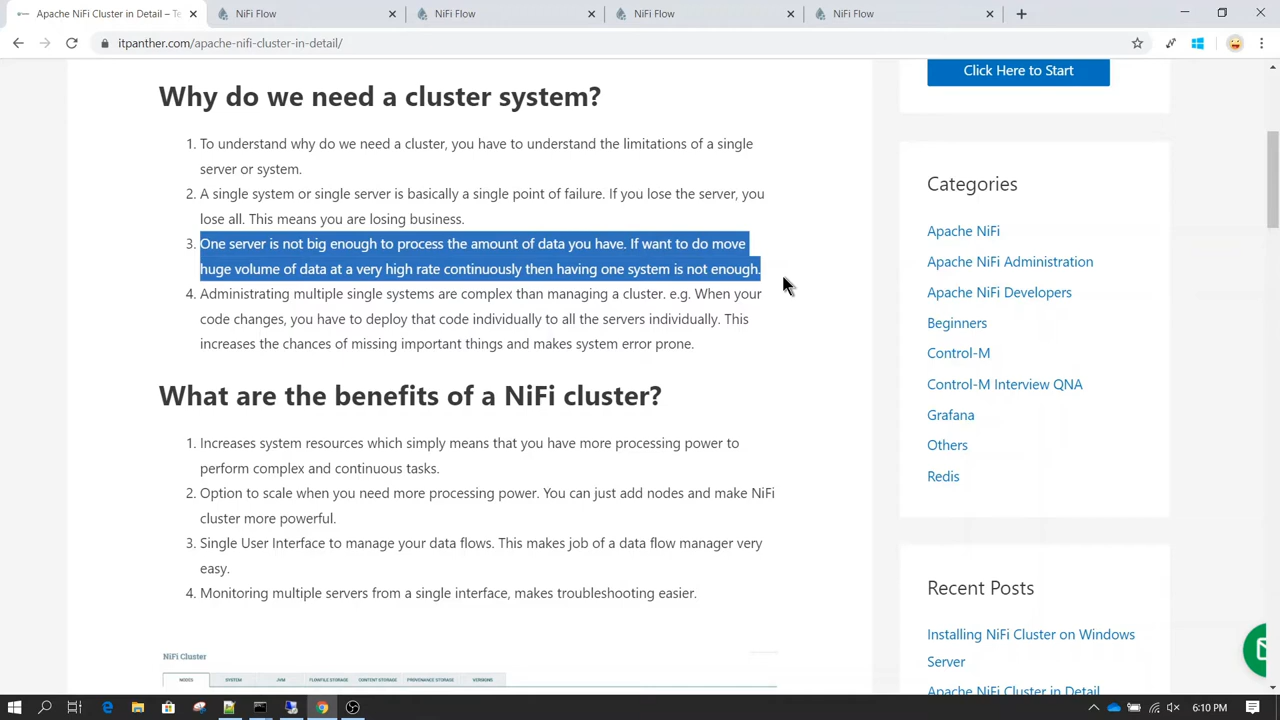 Apache NiFi Cluster in Detail - IT
NiFi Flow
NiFi Flow
NiFi Flow
NiFi Flow
itpanther.com/apache-nifi-cluster-in-detail/
Why do we need a cluster system?
1. To understand why do we need a cluster, you have to understand the limitations of a single
server or system.
2. A single system or single server is basically a single point of failure. If you lose the server, you
lose all. This means you are losing business.
3. One server is not big enough to process the amount of data you have. If want to do move
huge volume of data at a very high rate continuously then having one system is not enough.
4. Administrating multiple single systems are complex than managing a cluster. e.g. When your
code changes, you have to deploy that code individually to all the servers individually. This
increases the chances of missing important things and makes system error prone.
What are the benefits of a NiFi cluster?
1. Increases system resources which simply means that you have more processing power to
perform complex and continuous tasks.
2. Option to scale when you need more processing power. You can just add nodes and make NiFi
cluster more powerful.
3. Single User Interface to manage your data flows. This makes job of a data flow manager very
easy.
4. Monitoring multiple servers from a single interface, makes troubleshooting easier.
NiFi Cluster
NODES SYSTEM JVM FLOWFILE STORAGE CONTENT STORAGE PROVENANCE STORAGE VERSIONS
Click Here to Start
Categories
Apache NiFi
Apache NiFi Administration
Apache NiFi Developers
Beginners
Control-M
Control-M Interview QNA
Grafana
Others
Redis
Recent Posts
Installing NiFi Cluster on Windows
Server
Apache NiFi Cluster in Detail
6:10 PM